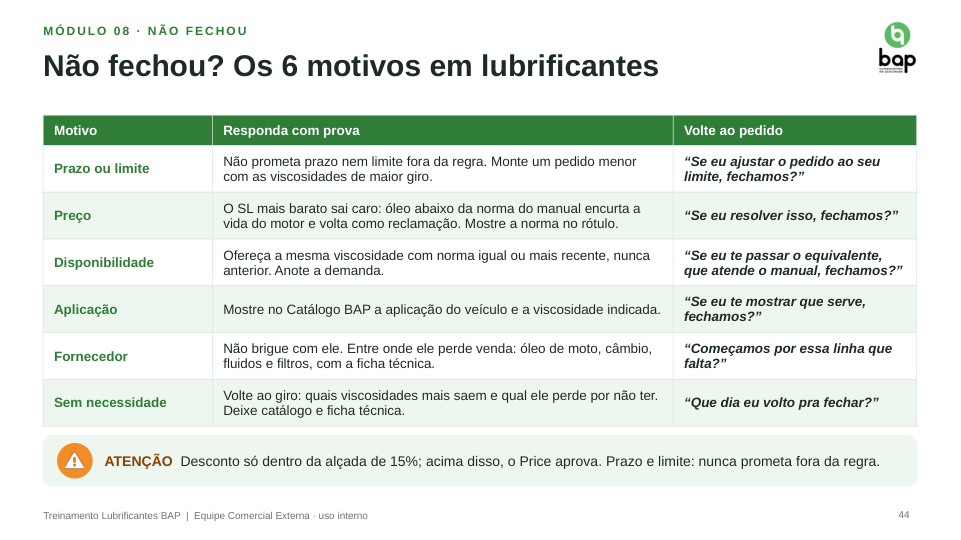 MÓDULO 08 · NÃO FECHOU
Não fechou? Os 6 motivos em lubrificantes
bap
Motivo
Responda com prova
Volte ao pedido
Prazo ou limite
Não prometa prazo nem limite fora da regra. Monte um pedido menor
com as viscosidades de maior giro.
“Se eu ajustar o pedido ao seu
limite, fechamos?”
Preço
O SL mais barato sai caro: óleo abaixo da norma do manual encurta a
vida do motor e volta como reclamação. Mostre a norma no rótulo.
“Se eu resolver isso, fechamos?”
Disponibilidade
Ofereça a mesma viscosidade com norma igual ou mais recente, nunca
anterior. Anote a demanda.
“Se eu te passar o equivalente,
que atende o manual, fechamos?”
Aplicação
Mostre no Catálogo BAP a aplicação do veículo e a viscosidade indicada.
“Se eu te mostrar que serve,
fechamos?”
Fornecedor
Não brigue com ele. Entre onde ele perde venda: óleo de moto, câmbio,
fluidos e filtros, com a ficha técnica.
“Começamos por essa linha que
falta?”
Sem necessidade
Volte ao giro: quais viscosidades mais saem e qual ele perde por não ter.
Deixe catálogo e ficha técnica.
“Que dia eu volto pra fechar?”
ATENÇÃO Desconto só dentro da alçada de 15%; acima disso, o Price aprova. Prazo e limite: nunca prometa fora da regra.
Treinamento Lubrificantes BAP | Equipe Comercial Externa · uso interno
44